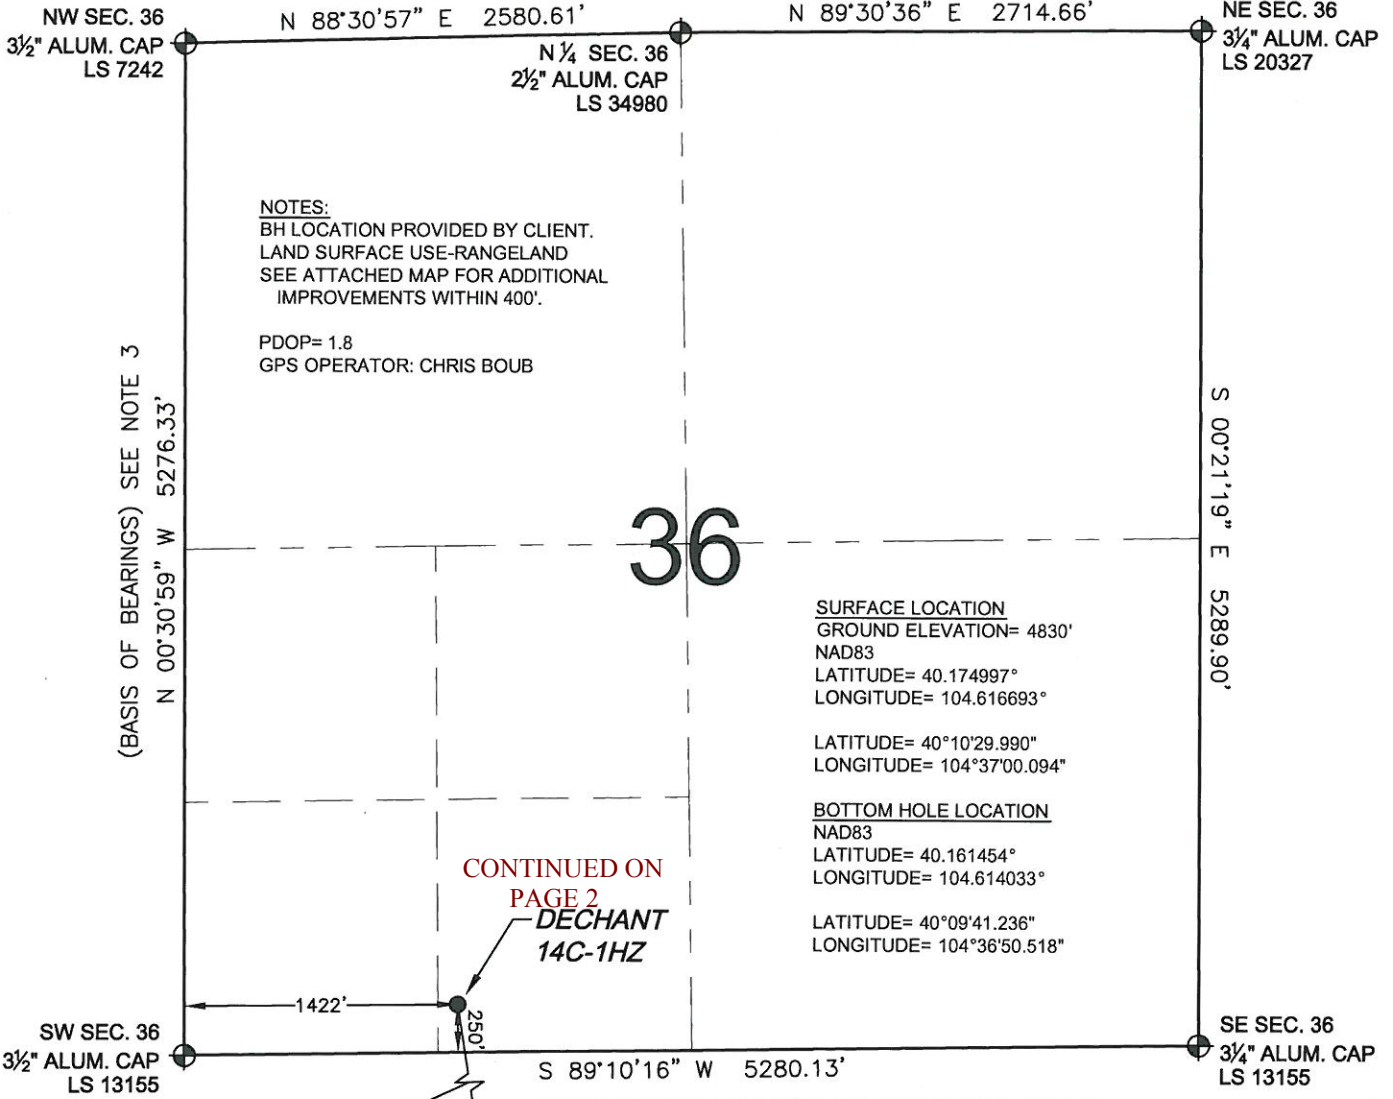 NW SEC. 36
3½" ALUM. CAP
LS 7242
N 88°30'57" E 2580.61'
N ¼ SEC. 36
2½" ALUM. CAP
LS 34980
N 89°30'36" E 2714.66'
NE SEC. 36
3¼" ALUM. CAP
LS 20327
NOTES:
BH LOCATION PROVIDED BY CLIENT.
LAND SURFACE USE-RANGELAND
SEE ATTACHED MAP FOR ADDITIONAL
IMPROVEMENTS WITHIN 400'.
PDOP= 1.8
GPS OPERATOR: CHRIS BOUB
(BASIS OF BEARINGS) SEE NOTE 3
N 00°30'59" W 5276.33'
36
S 00°21'19" E 5289.90'
SURFACE LOCATION
GROUND ELEVATION= 4830'
NAD83
LATITUDE= 40.174997°
LONGITUDE= 104.616693°
LATITUDE= 40°10'29.990"
LONGITUDE= 104°37'00.094"
BOTTOM HOLE LOCATION
NAD83
LATITUDE= 40.161454°
LONGITUDE= 104.614033°
LATITUDE= 40°09'41.236"
LONGITUDE= 104°36'50.518"
CONTINUED ON
PAGE 2
DECHANT
14C-1HZ
1422'
250'
SW SEC. 36
3½" ALUM. CAP
LS 13155
S 89°10'16" W 5280.13'
SE SEC. 36
3¼" ALUM. CAP
LS 13155